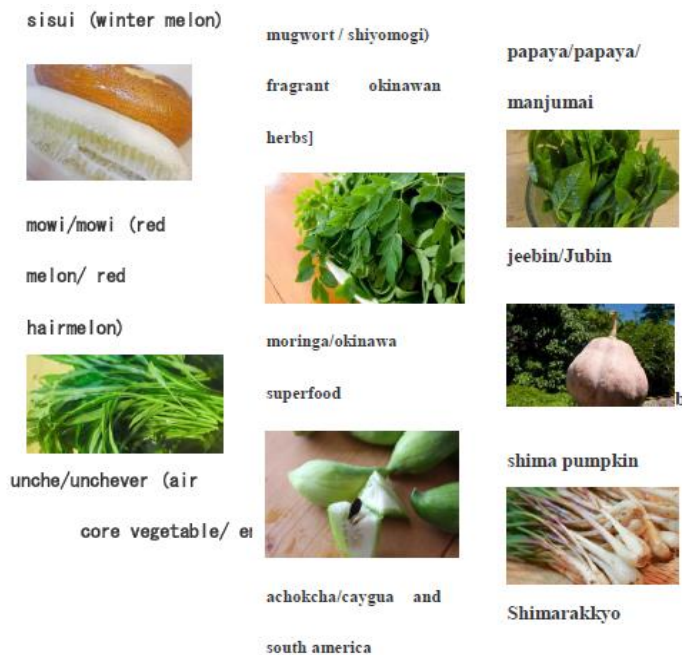 sisui (winter melon)
mowi/mowi (red
melon/ red
hairmelon)
unche/unchever (air
core vegetable/
mugwort / shiyomogi)
fragrant okinawan
herbs]
moringa/okinawa
superfood
achokcha/caygua and
south america
papaya/papaya/
manjumai
jeebin/Jubin
shima pumpkin
Shimarakkyo